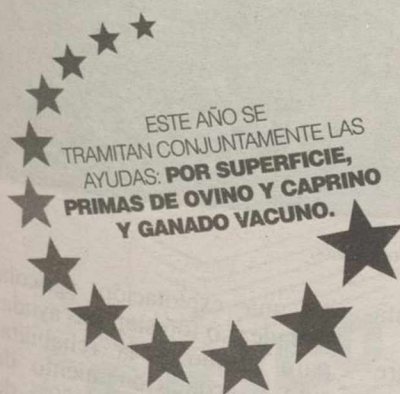 ESTE AÑO SE
TRAMITAN CONJUNTAMENTE LAS
AYUDAS: POR SUPERFICIE,
PRIMAS DE OVINO Y CAPRINO
Y GANADO VACUNO.